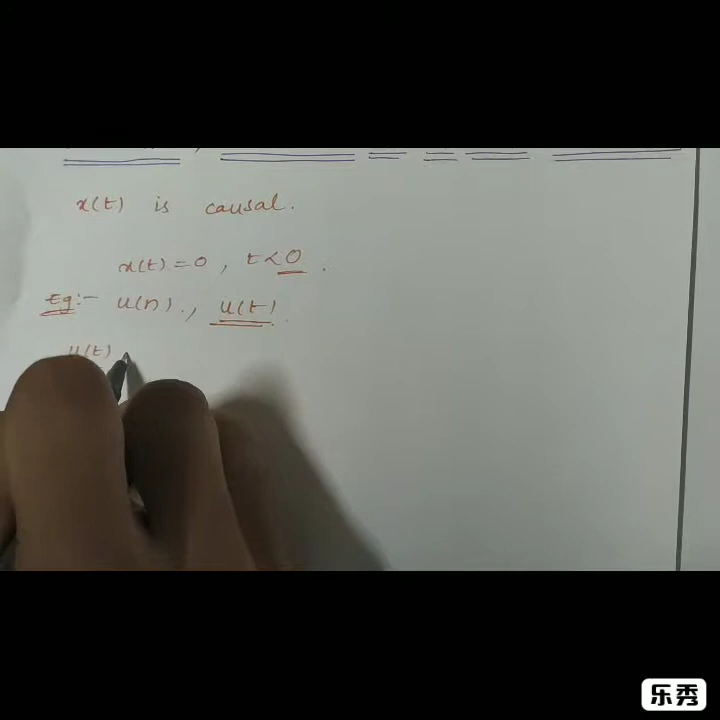 x(t) is causal.
x(t) = 0 , t < 0 .
Eg:- u(n) ., u(t) .
u(t)
乐秀